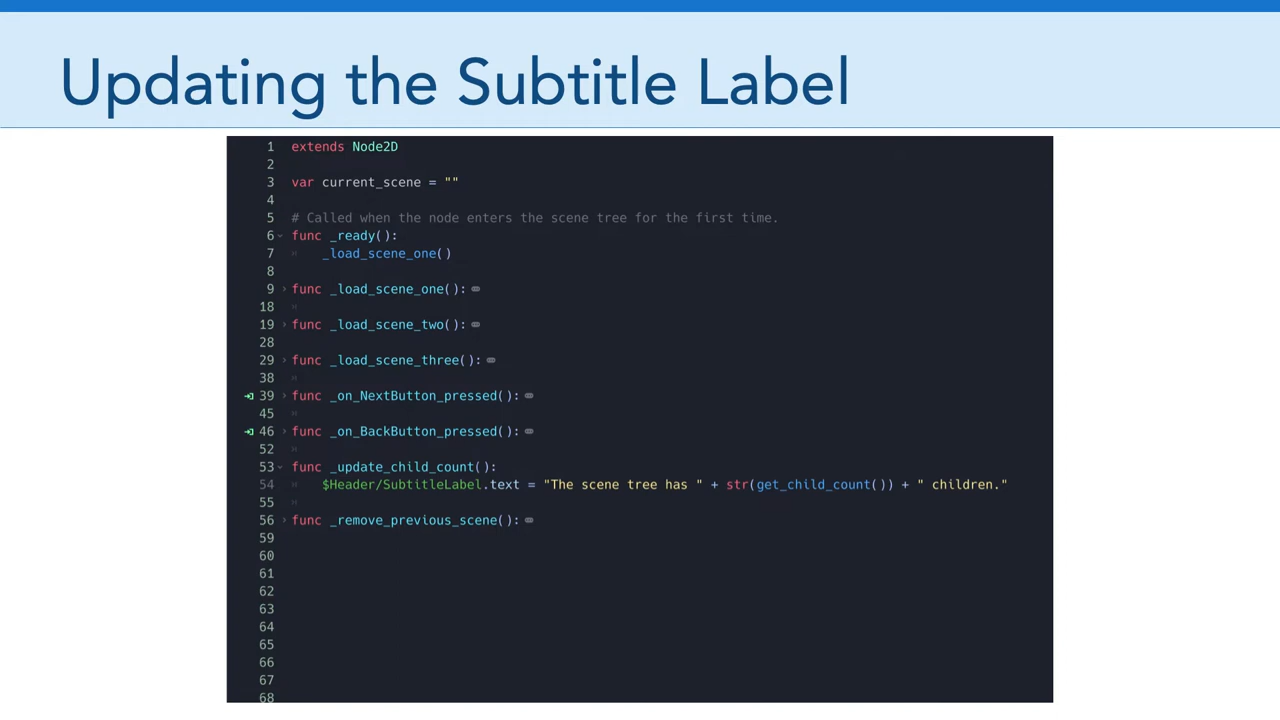 Updating the Subtitle Label
1 extends Node2D
2
3 var current_scene = ""
4
5 # Called when the node enters the scene tree for the first time.
6 func _ready():
7 _load_scene_one()
8
9 func _load_scene_one():
18
19 func _load_scene_two():
28
29 func _load_scene_three():
38
39 func _on_NextButton_pressed():
45
46 func _on_BackButton_pressed():
52
53 func _update_child_count():
54 $Header/SubtitleLabel.text = "The scene tree has " + str(get_child_count()) + " children."
55
56 func _remove_previous_scene():
59
60
61
62
63
64
65
66
67
68